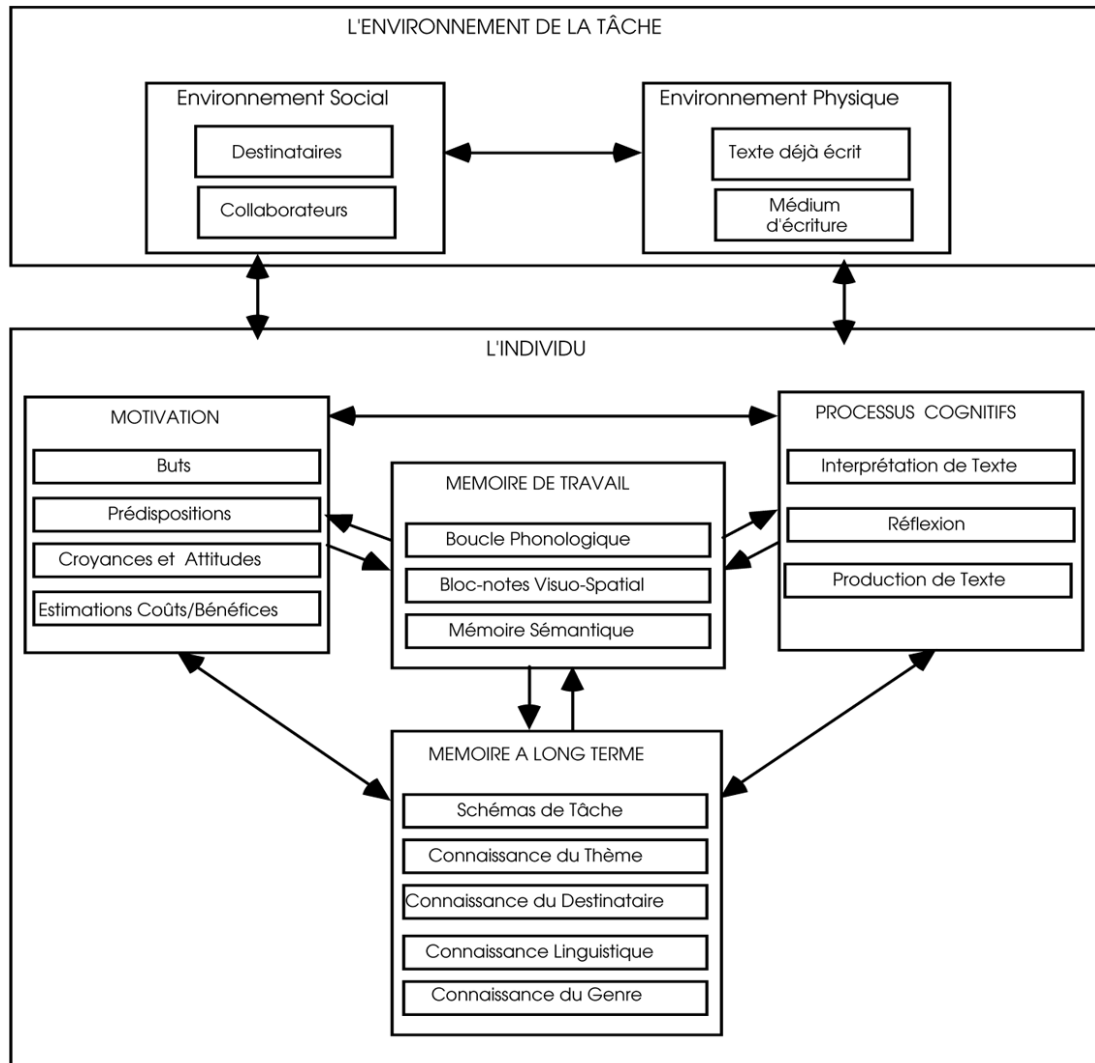 L'ENVIRONNEMENT DE LA TÂCHE
Environnement Social
Destinataires
Collaborateurs
Environnement Physique
Texte déjà écrit
Médium
d'écriture
L'INDIVIDU
MOTIVATION
Buts
Prédispositions
Croyances et Attitudes
Estimations Coûts/Bénéfices
MEMOIRE DE TRAVAIL
Boucle Phonologique
Bloc-notes Visuo-Spatial
Mémoire Sémantique
PROCESSUS COGNITIFS
Interprétation de Texte
Réflexion
Production de Texte
MEMOIRE A LONG TERME
Schémas de Tâche
Connaissance du Thème
Connaissance du Destinataire
Connaissance Linguistique
Connaissance du Genre